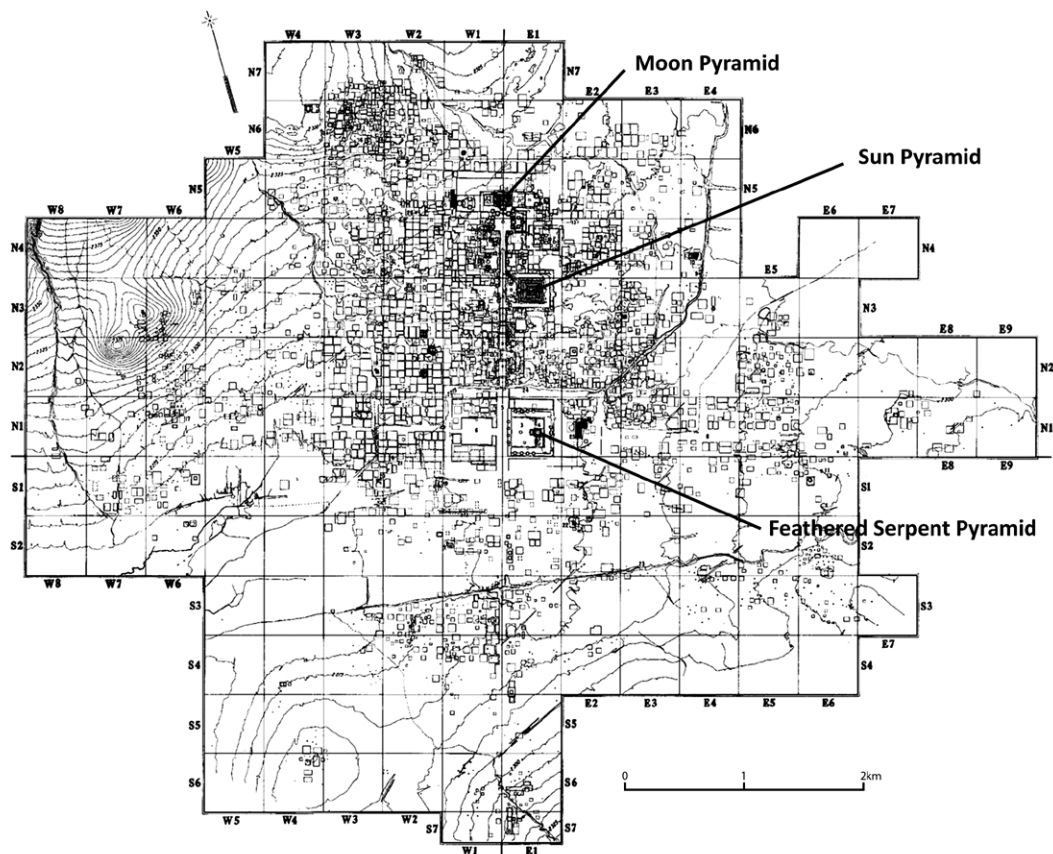 W4 W3 W2 W1 E1
Moon Pyramid
N7 N7
E2 E3 E4
N6 N6
Sun Pyramid
W5
N5 N5
W8 W7 W6
E6 E7
N4 N4
E5
N3 N3
E8 E9
N2 N2
N1 N1
E8 E9
S1 S1
Feathered Serpent Pyramid
S2 S2
W8 W7 W6
S3 S3
E7
S4 S4
E2 E3 E4 E5 E6
S5 S5
S6 S6
0 1 2km
W5 W4 W3 W2
S7 S7
W1 E1